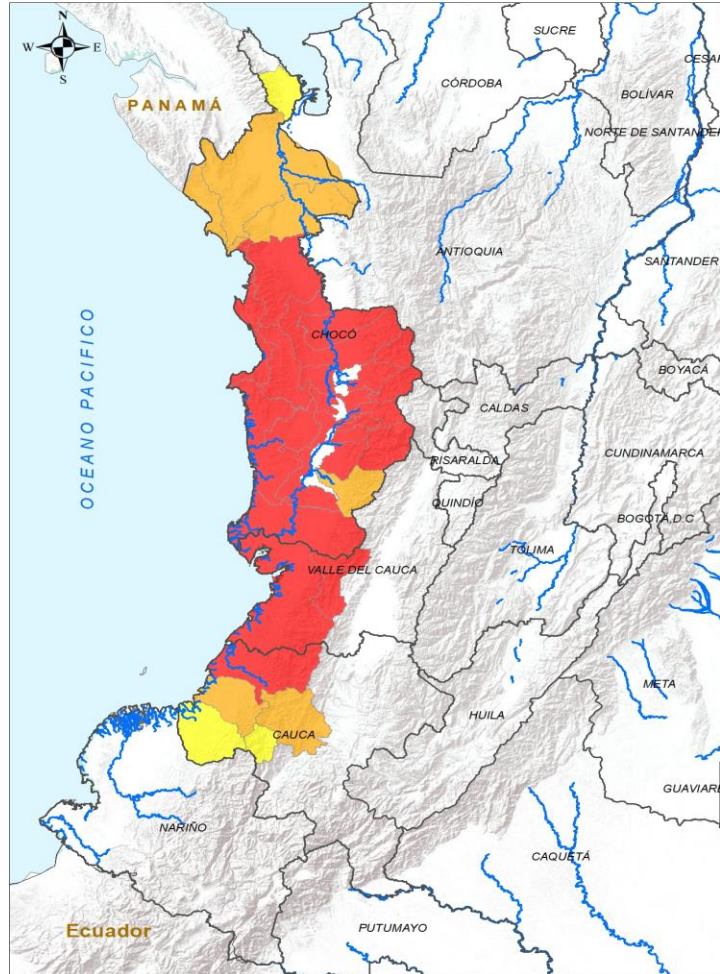 N
W E
S
SUCRE
CESAR
CÓRDOBA
BOLÍVAR
PANAMÁ
NORTE DE SANTANDER
ANTIOQUIA
SANTANDER
OCEANO PACIFICO
CHOCÓ
BOYACÁ
CALDAS
CUNDINAMARCA
RISARALDA
QUINDÍO
BOGOTÁ, D.C
TOLIMA
VALLE DEL CAUCA
META
HUILA
CAUCA
GUAVIARE
NARIÑO
CAQUETÁ
Ecuador
PUTUMAYO